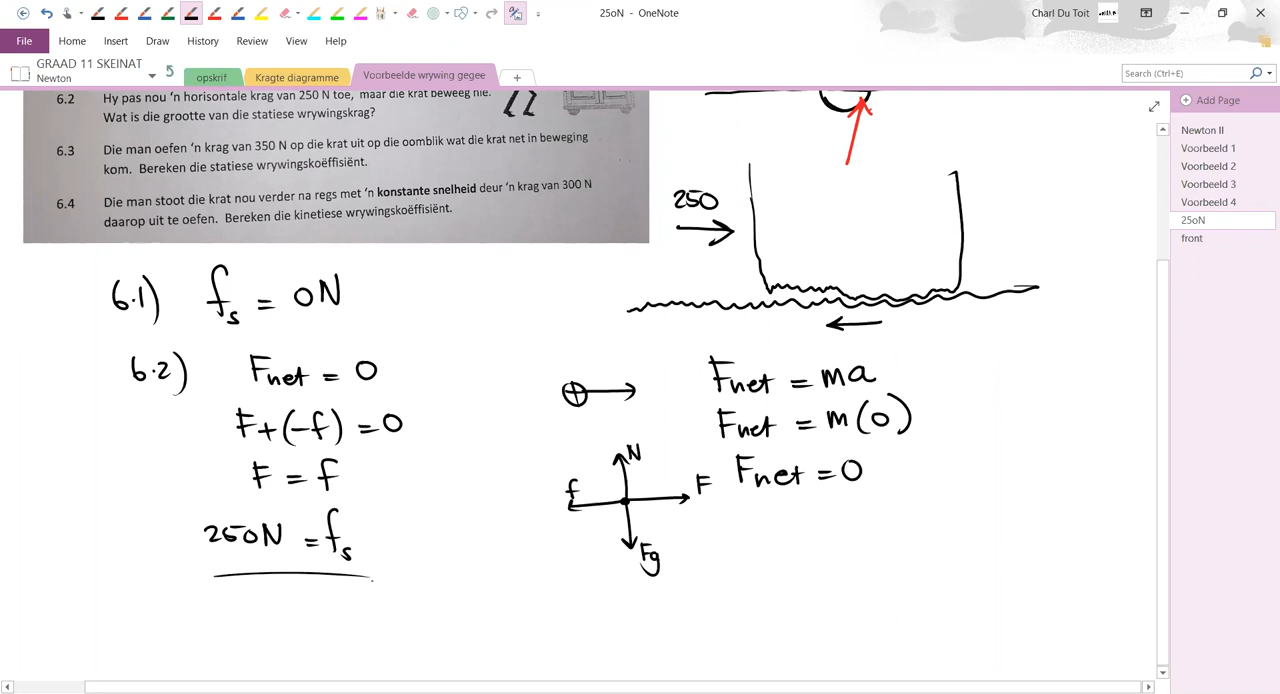 25oN - OneNote
Charl Du Toit
File Home Insert Draw History Review View Help
GRAAD 11 SKEINAT
Newton
opskrif
Kragte diagramme
Voorbeelde wrywing gegee
Search (Ctrl+E)
6.2 Hy pas nou 'n horisontale krag van 250 N toe, maar die krat beweeg nie.
Wat is die grootte van die statiese wrywingskrag?
6.3 Die man oefen 'n krag van 350 N op die krat uit op die oomblik wat die krat net in beweging
kom. Bereken die statiese wrywingskoëffisiënt.
6.4 Die man stoot die krat nou verder na regs met 'n konstante snelheid deur 'n krag van 300 N
daarop uit te oefen. Bereken die kinetiese wrywingskoëffisiënt.
250
6.1) fs = 0N
6.2) Fnet = 0
F+(-f) = 0
F = f
250N = fs
N
f
F
Fg
Fnet = ma
Fnet = m(0)
Fnet = 0
Add Page
Newton II
Voorbeeld 1
Voorbeeld 2
Voorbeeld 3
Voorbeeld 4
25oN
front